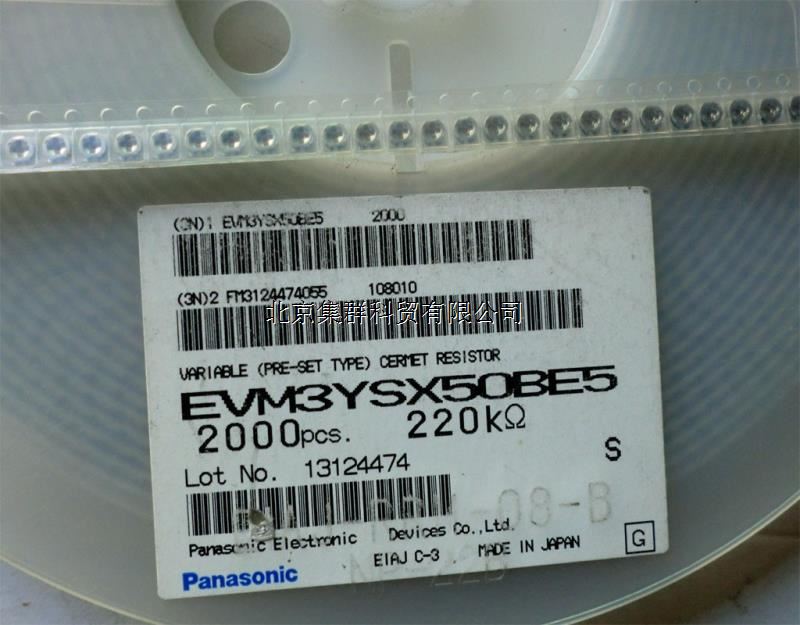 (3N)1 EVM3YSX50BE5 2000
(3N)2 FM3124474055 108010
北京集群科贸有限公司
VARIABLE (PRE-SET TYPE) CERMET RESISTOR
EVM3YSX50BE5
2000pcs. 220kΩ
S
Lot No. 13124474
-08-B
Panasonic Electronic Devices Co.,Ltd.
EIAJ C-3 MADE IN JAPAN G
Panasonic